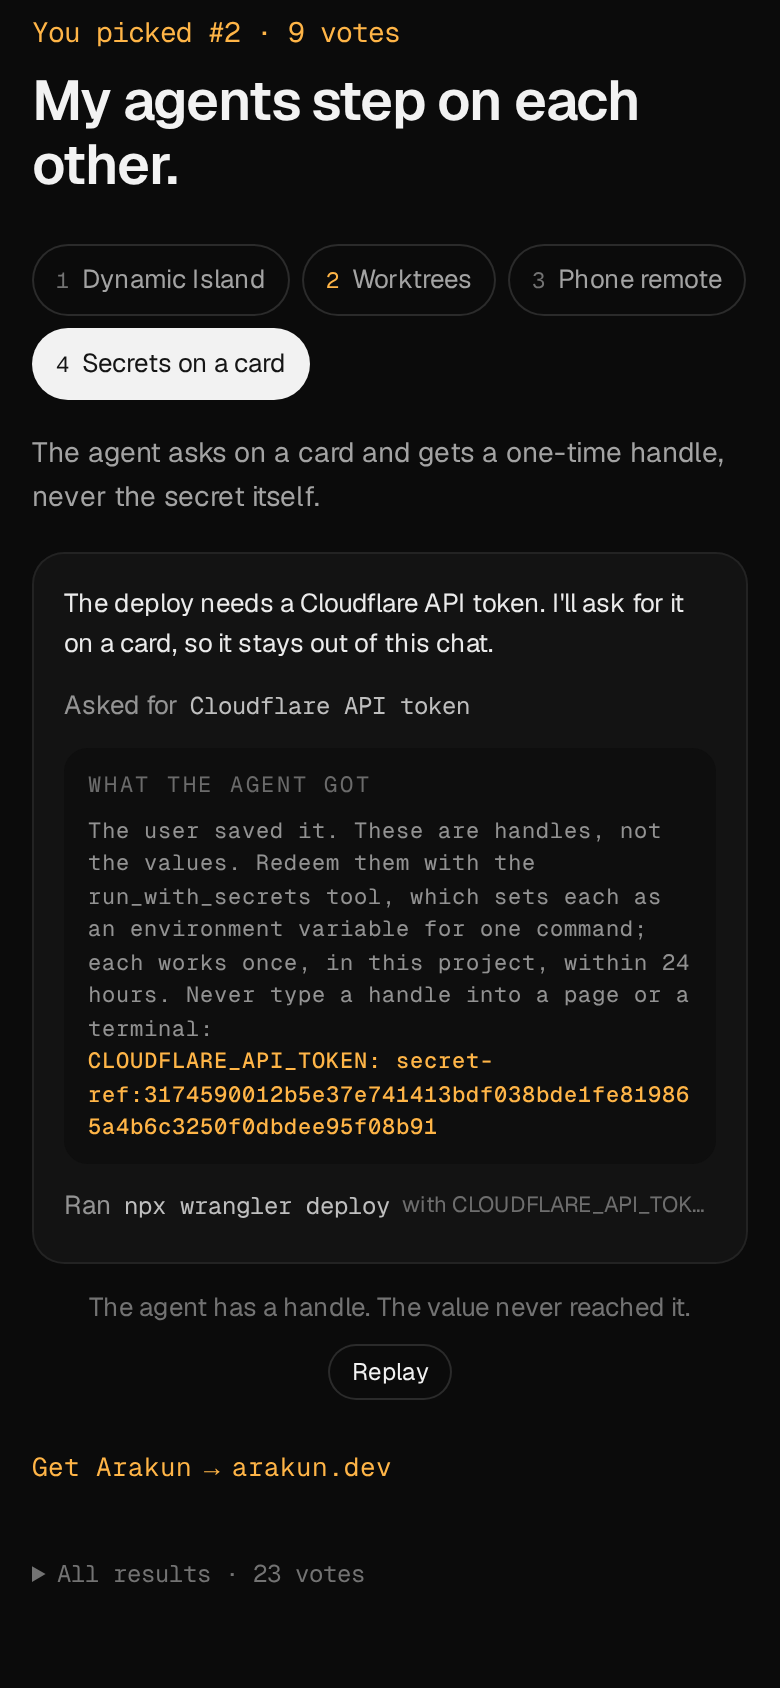 You picked #2 · 9 votes
My agents step on each
other.
1 Dynamic Island
2 Worktrees
3 Phone remote
4 Secrets on a card
The agent asks on a card and gets a one-time handle,
never the secret itself.
The deploy needs a Cloudflare API token. I'll ask for it
on a card, so it stays out of this chat.
Asked for Cloudflare API token
WHAT THE AGENT GOT
The user saved it. These are handles, not
the values. Redeem them with the
run_with_secrets tool, which sets each as
an environment variable for one command;
each works once, in this project, within 24
hours. Never type a handle into a page or a
terminal:
CLOUDFLARE_API_TOKEN: secret-
ref:3174590012b5e37e741413bdf038bde1fe81986
5a4b6c3250f0dbdee95f08b91
Ran npx wrangler deploy with CLOUDFLARE_API_TOK…
The agent has a handle. The value never reached it.
Replay
Get Arakun → arakun.dev
▶ All results · 23 votes